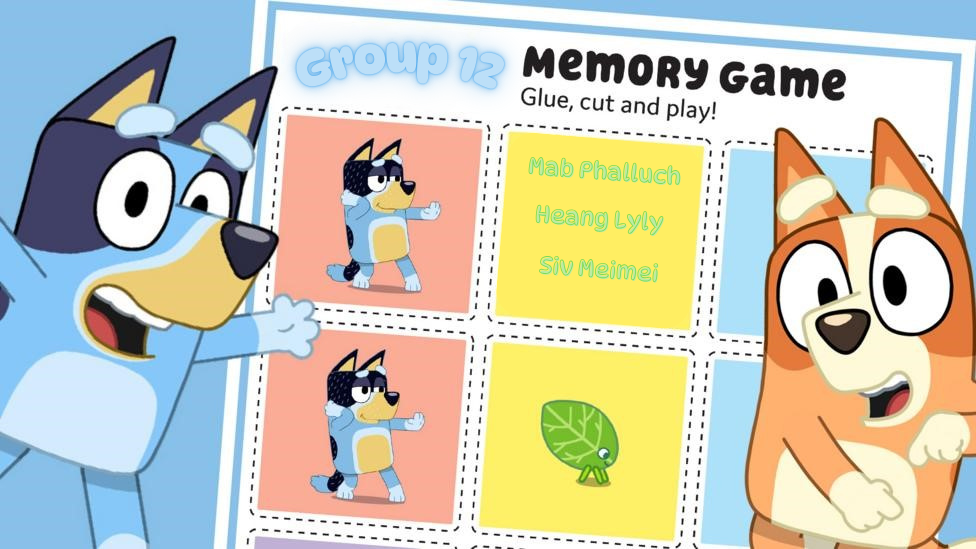 Group 12
Memory Game
Glue, cut and play!
Mab Phalluch
Heang Lyly
Siv Meimei